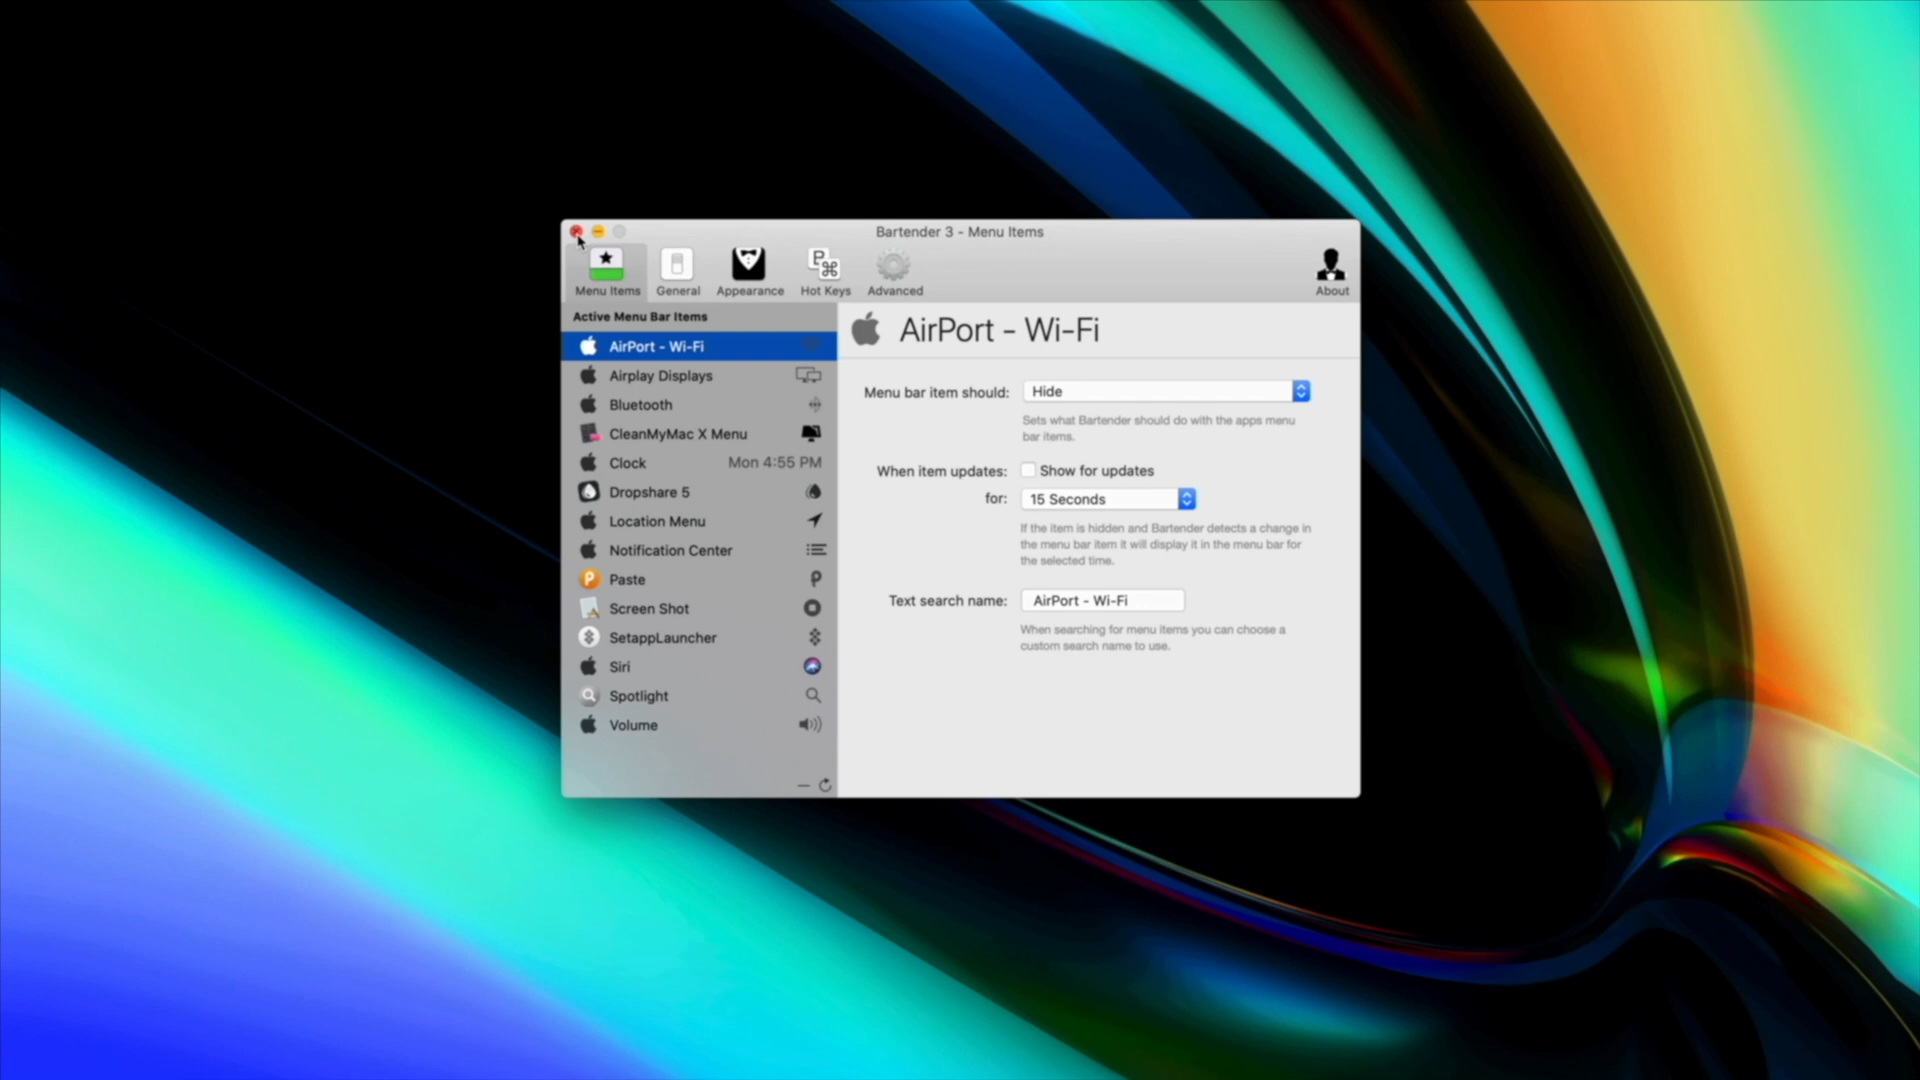 Bartender 3 - Menu Items
Menu Items
General
Appearance
Hot Keys
Advanced
About
Active Menu Bar Items
AirPort - Wi-Fi
Airplay Displays
Bluetooth
CleanMyMac X Menu
Clock Mon 4:55 PM
Dropshare 5
Location Menu
Notification Center
Paste
Screen Shot
SetappLauncher
Siri
Spotlight
Volume
AirPort - Wi-Fi
Menu bar item should: Hide
Sets what Bartender should do with the apps menu
bar items.
When item updates: Show for updates
for: 15 Seconds
If the item is hidden and Bartender detects a change in
the menu bar item it will display it in the menu bar for
the selected time.
Text search name: AirPort - Wi-Fi
When searching for menu items you can choose a
custom search name to use.